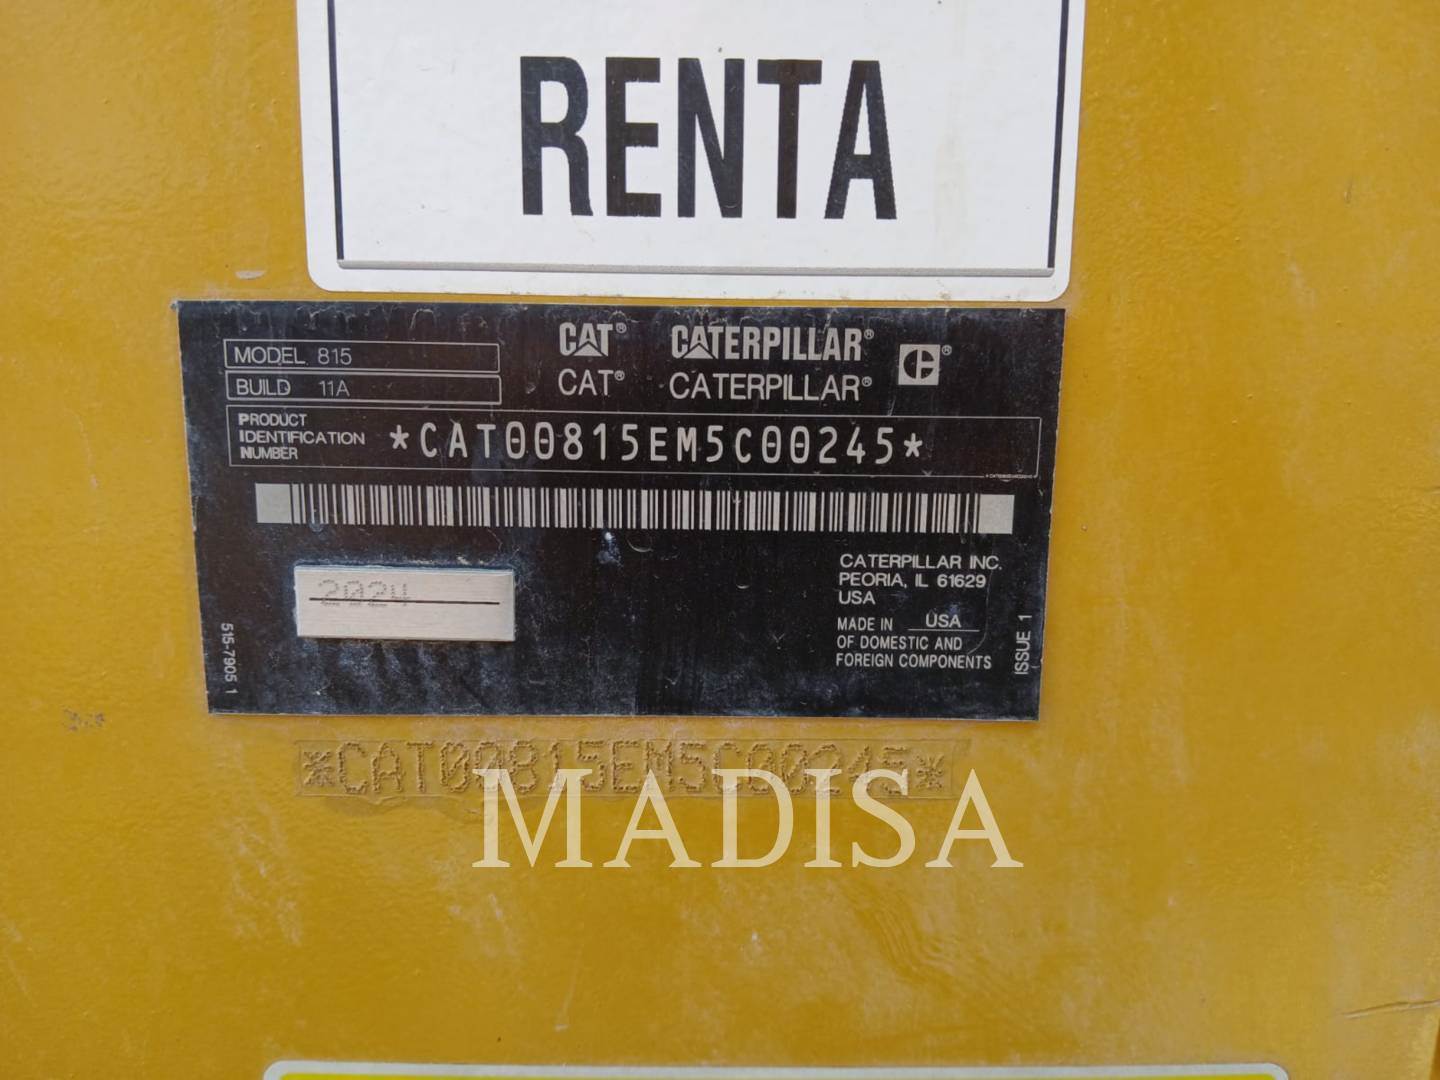 RENTA
MODEL 815
BUILD 11A
CAT® CATERPILLAR® ®
CAT® CATERPILLAR®
PRODUCT
IDENTIFICATION
NUMBER
*CAT00815EM5C00245*
2024
CATERPILLAR INC.
PEORIA, IL 61629
USA
MADE IN USA
OF DOMESTIC AND
FOREIGN COMPONENTS
515-7905 1
ISSUE 1
*CAT00815EM5C00245*
MADISA